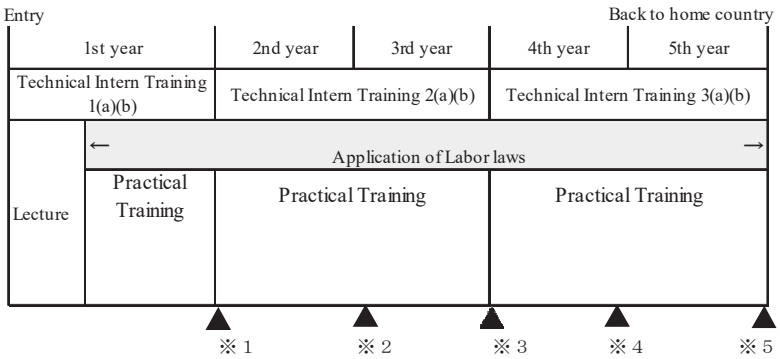 Entry
Back to home country
1st year
2nd year
3rd year
4th year
5th year
Technical Intern Training
1(a)(b)
Technical Intern Training 2(a)(b)
Technical Intern Training 3(a)(b)
←
→
Application of Labor laws
Lecture
Practical
Training
Practical Training
Practical Training
※1
※2
※3
※4
※5